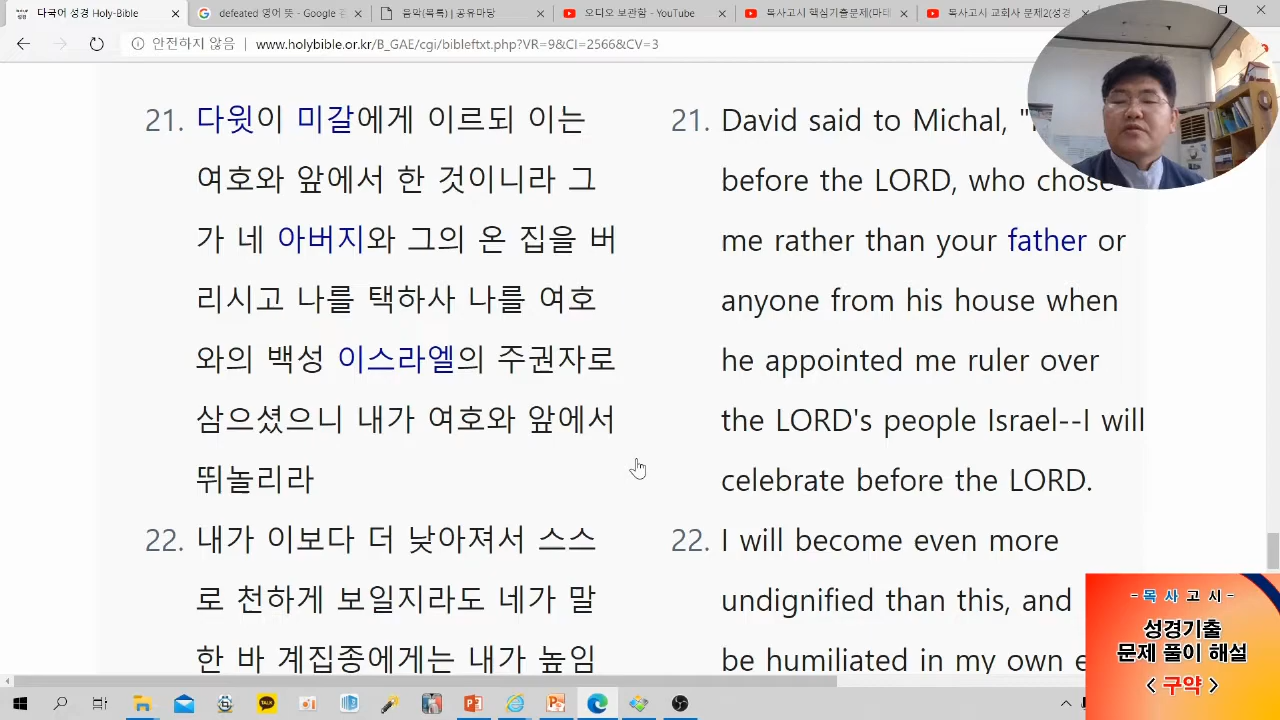 다국어 성경 Holy-Bible
defeated 영어 뜻 - Google
음악(목록) | 공유마당
오디오 보관함 - YouTube
목사고시 핵심기출문제(마태
목사고시 교회사 문제2(성경
안전하지 않음
www.holybible.or.kr/B_GAE/cgi/bibleftxt.php?VR=9&CI=2566&CV=3
21. 다윗이 미갈에게 이르되 이는
여호와 앞에서 한 것이니라 그
가 네 아버지와 그의 온 집을 버
리시고 나를 택하사 나를 여호
와의 백성 이스라엘의 주권자로
삼으셨으니 내가 여호와 앞에서
뛰놀리라
22. 내가 이보다 더 낮아져서 스스
로 천하게 보일지라도 네가 말
한 바 계집종에게는 내가 높임
21. David said to Michal, "
before the LORD, who chose
me rather than your father or
anyone from his house when
he appointed me ruler over
the LORD's people Israel--I will
celebrate before the LORD.
22. I will become even more
undignified than this, and
be humiliated in my own
- 목 사 고 시 -
성경기출
문제 풀이 해설
< 구약 >